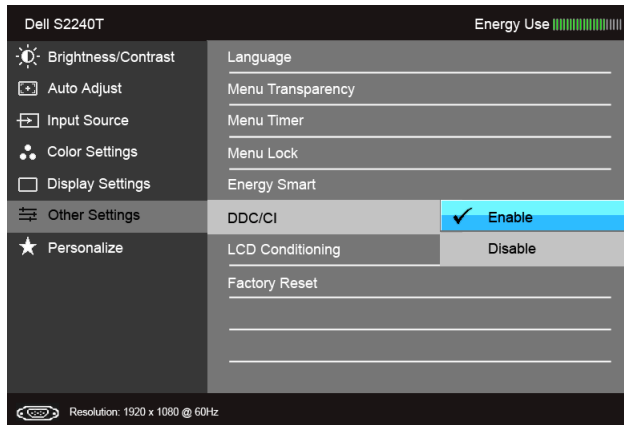 Dell S2240T
Energy Use
Brightness/Contrast
Auto Adjust
Input Source
Color Settings
Display Settings
Other Settings
Personalize
Language
Menu Transparency
Menu Timer
Menu Lock
Energy Smart
DDC/CI
Enable
Disable
LCD Conditioning
Factory Reset
Resolution: 1920 x 1080 @ 60Hz